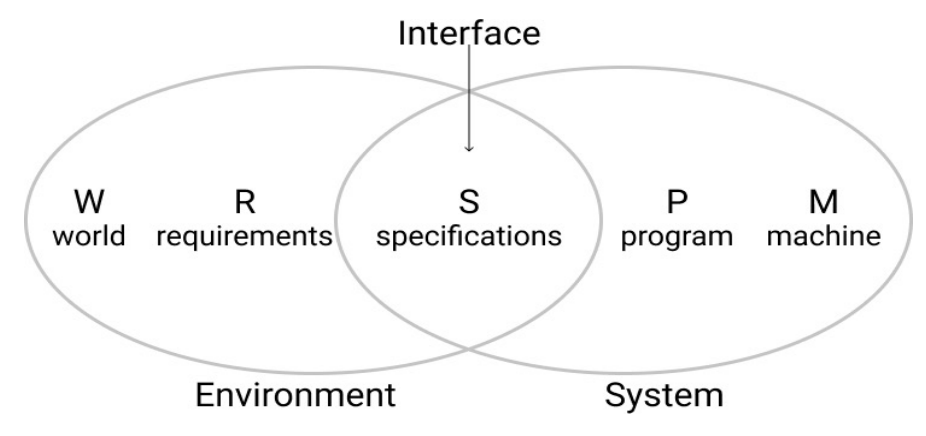 Interface
W R S P M
world requirements specifications program machine
Environment System